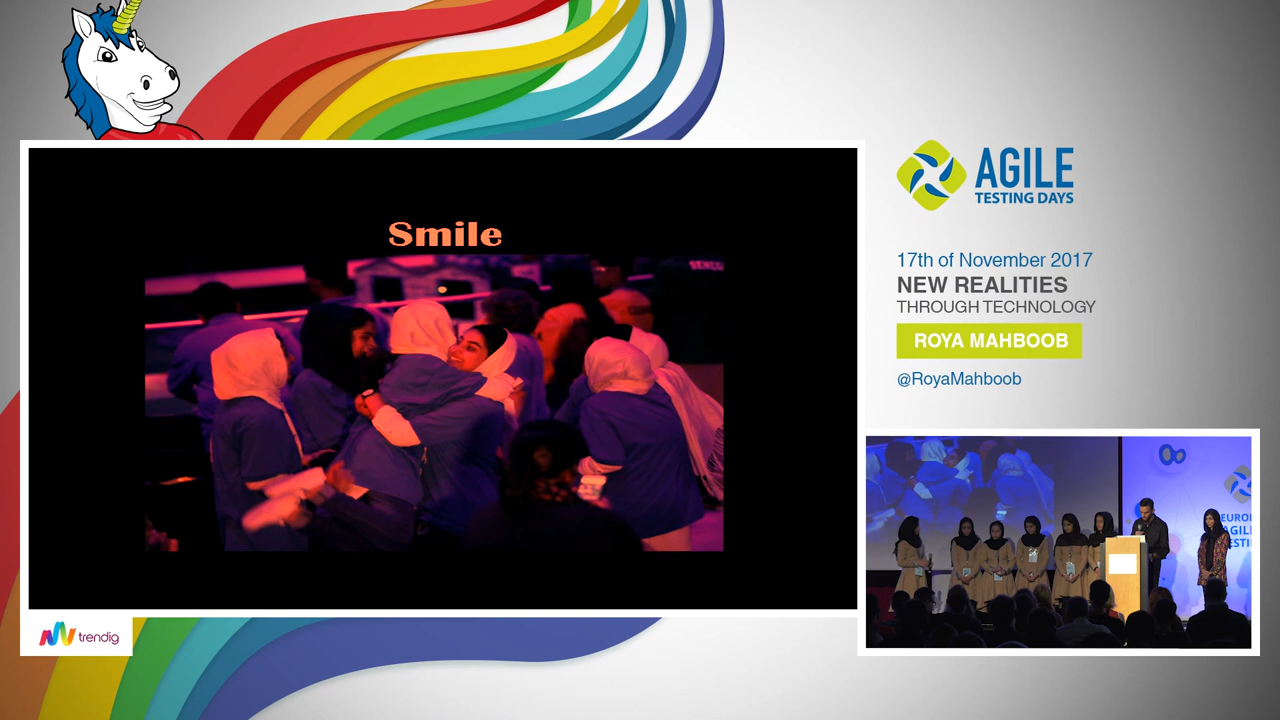 Smile
AGILE
TESTING DAYS
17th of November 2017
NEW REALITIES
THROUGH TECHNOLOGY
ROYA MAHBOOB
@RoyaMahboob
trendig